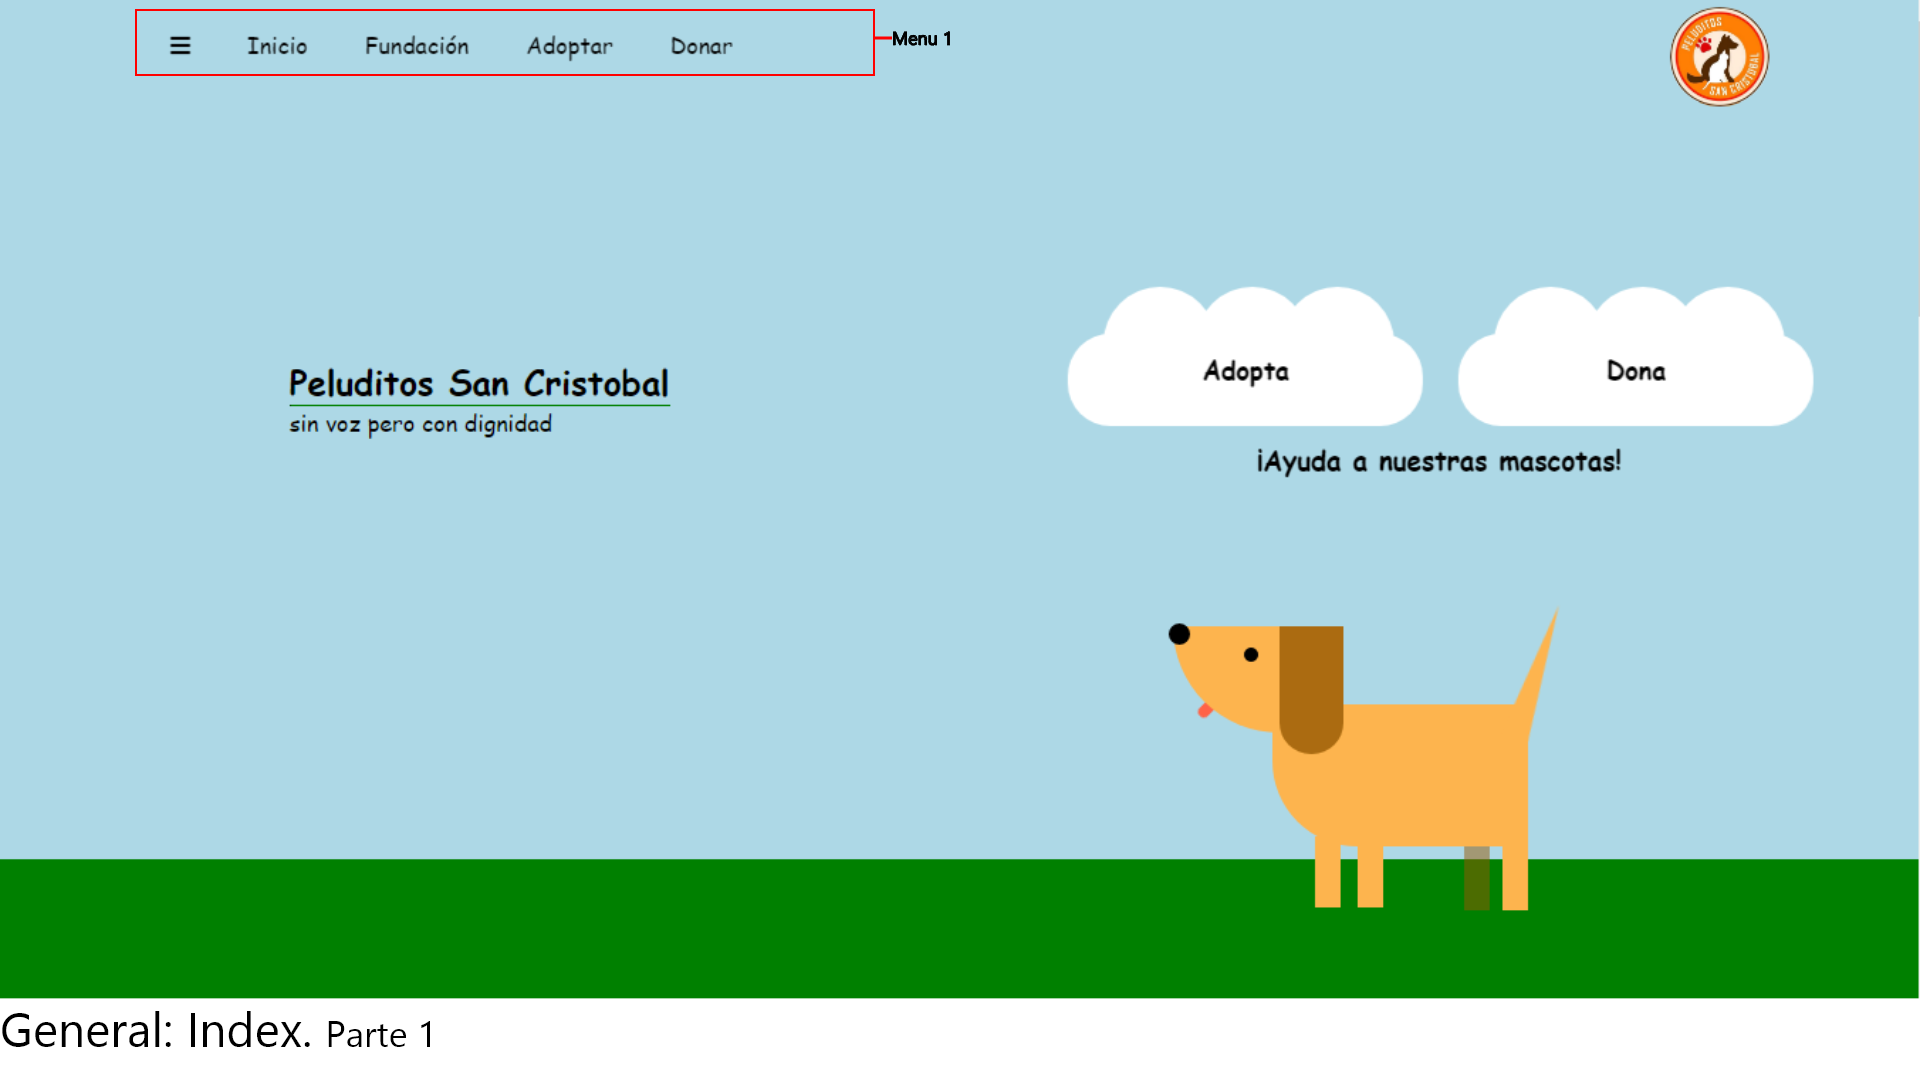 Inicio Fundación Adoptar Donar Menu 1
PELUDITOS
SAN CRISTOBAL
Adopta Dona
Peluditos San Cristobal
sin voz pero con dignidad
¡Ayuda a nuestras mascotas!
General: Index. Parte 1